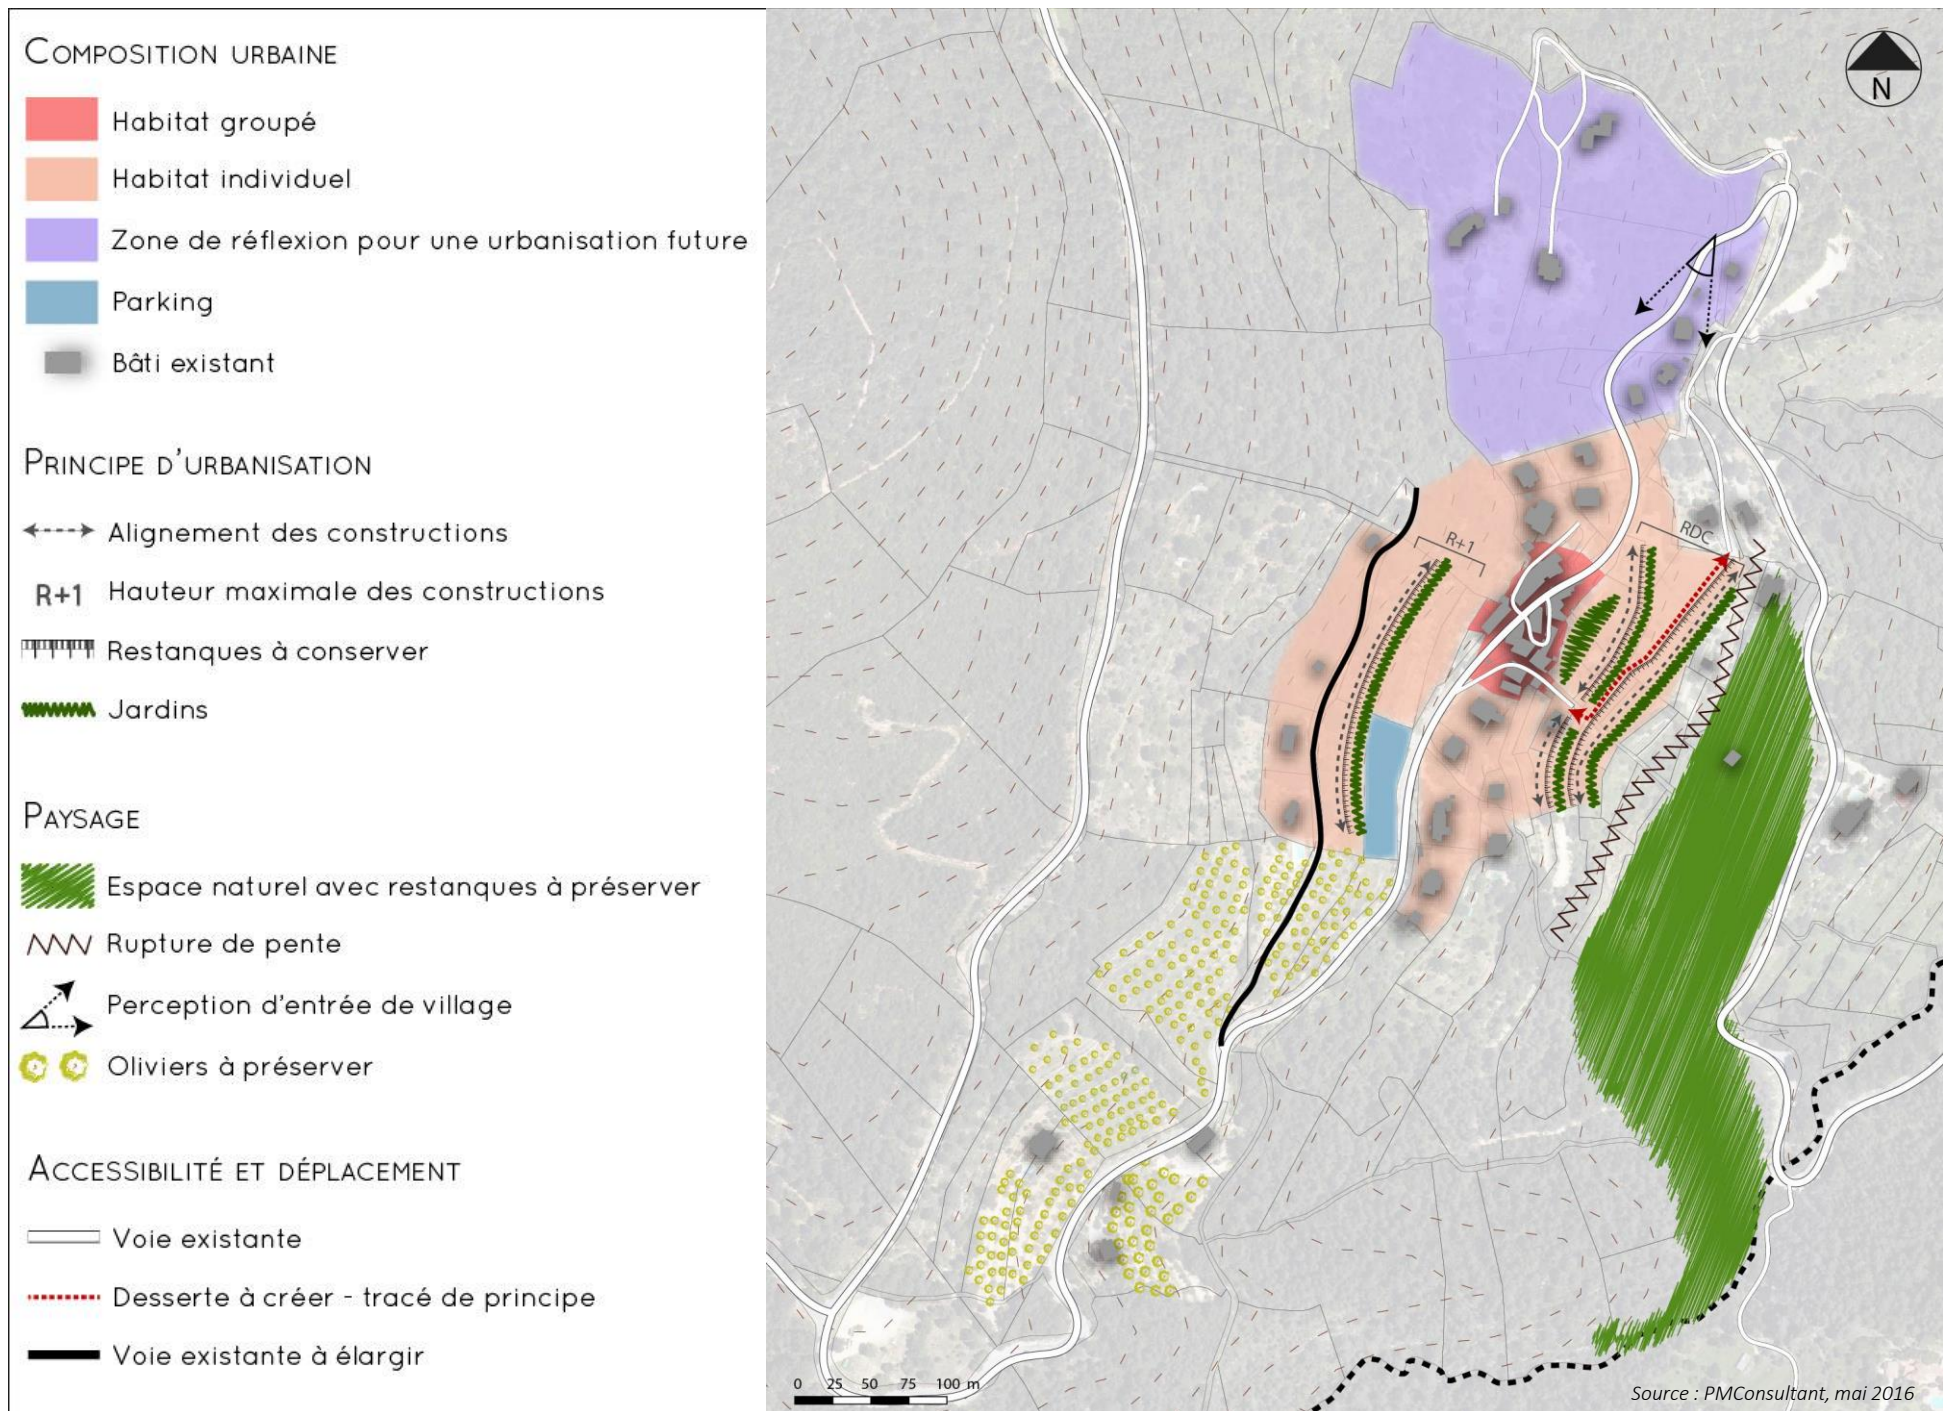 COMPOSITION URBAINE
Habitat groupé
Habitat individuel
Zone de réflexion pour une urbanisation future
Parking
Bâti existant
PRINCIPE D'URBANISATION
Alignement des constructions
R+1 Hauteur maximale des constructions
Restanques à conserver
Jardins
PAYSAGE
Espace naturel avec restanques à préserver
Rupture de pente
Perception d'entrée de village
Oliviers à préserver
ACCESSIBILITÉ ET DÉPLACEMENT
Voie existante
Desserte à créer - tracé de principe
Voie existante à élargir
N
RDC
R+1
0 25 50 75 100 m
Source : PMConsultant, mai 2016